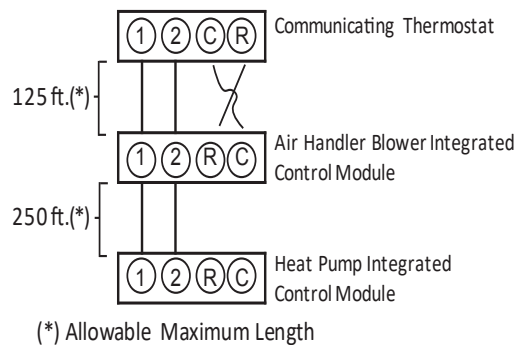 1 2 C R
Communicating Thermostat
125 ft.(*)
1 2 R C
Air Handler Blower Integrated
Control Module
250 ft.(*)
1 2 R C
Heat Pump Integrated
Control Module
(*) Allowable Maximum Length